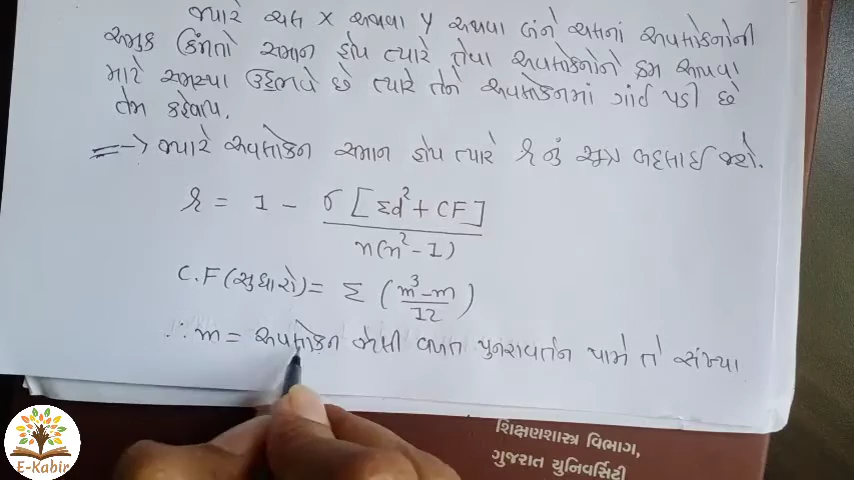 જ્યારે ચલ X અથવા Y અથવા બંને ચલનાં અવલોકનોની
અમુક કિંમતો સમાન હોય ત્યારે તેવા અવલોકનોને ક્રમ આપવા
માટે સમસ્યા ઉદ્દભવે છે ત્યારે તેને અવલોકનમાં ગાંઠ પડી છે
તેમ કહેવાય.
=> જ્યારે અવલોકન સમાન હોય ત્યારે r નું સૂત્ર બદલાઈ જશે.
r = 1 - 6 [Σd² + CF] / n(n² - 1)
C.F (સુધારો) = Σ (m³ - m / 12)
∴ m = અવલોકન જેટલી વખત પુનરાવર્તન પામે તે સંખ્યા
શિક્ષણશાસ્ત્ર વિભાગ,
ગુજરાત યુનિવર્સિટી
E-Kabir